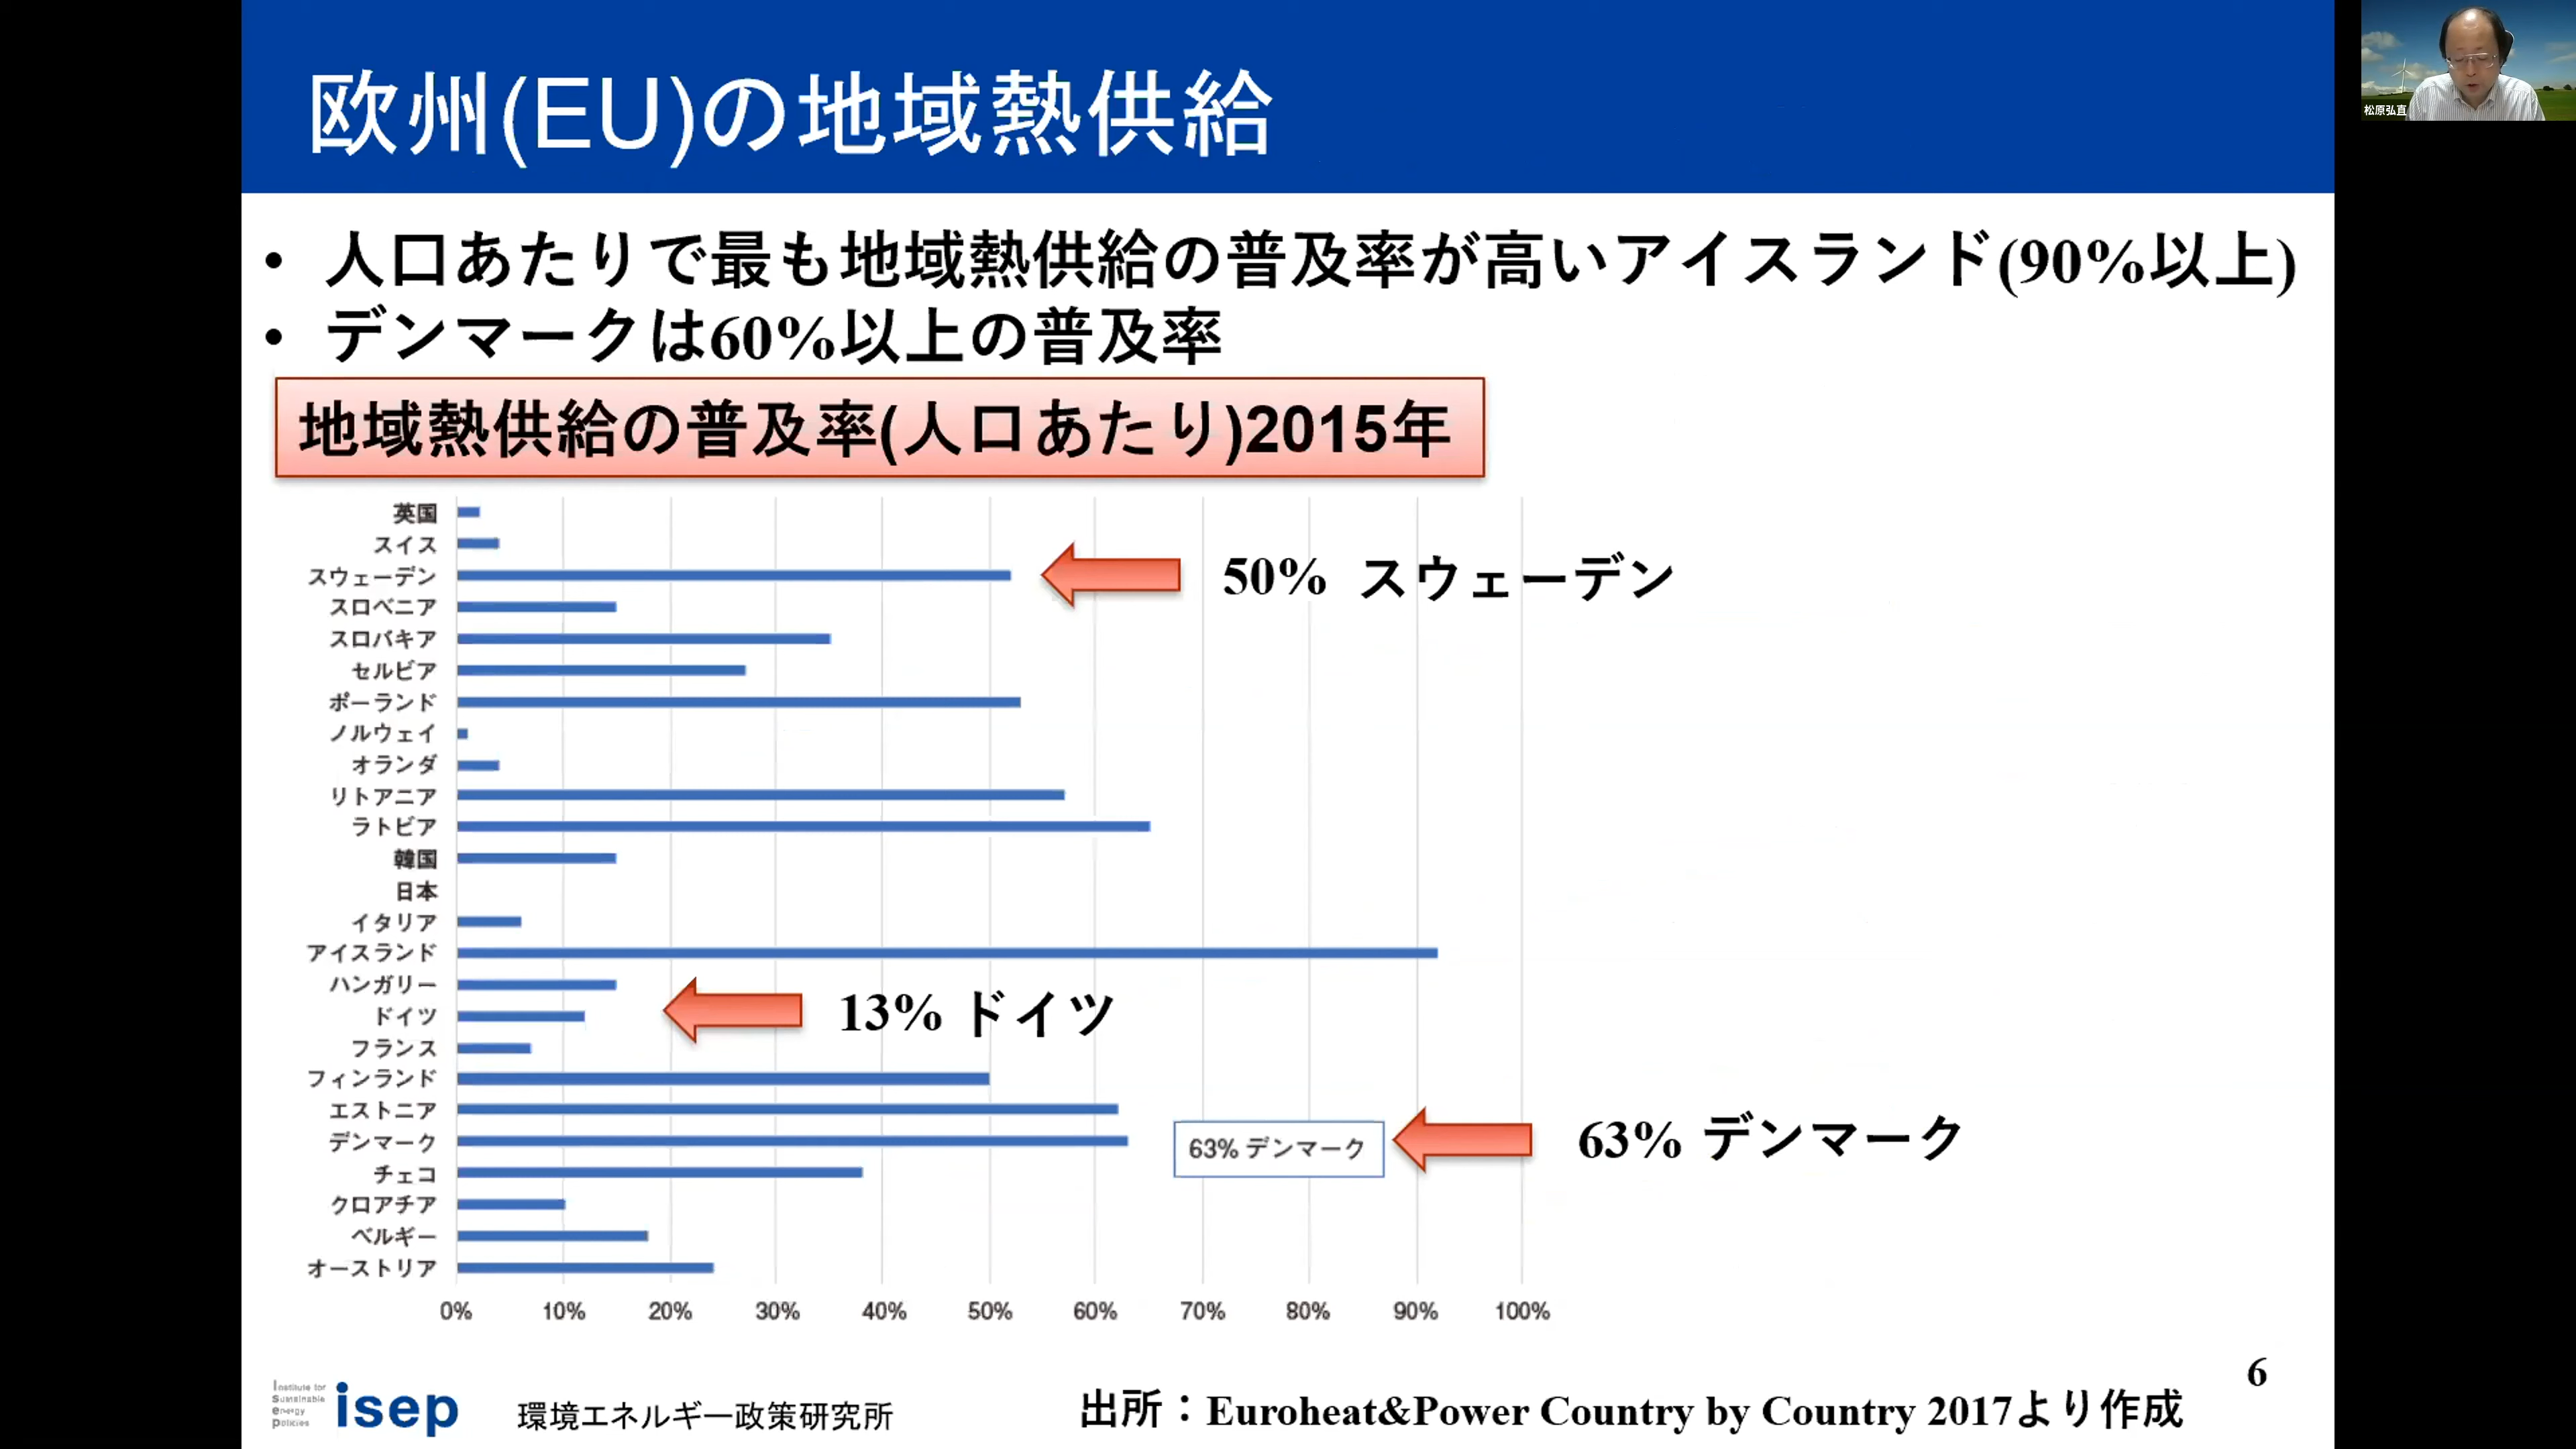 欧州(EU)の地域熱供給
松原弘直
• 人口あたりで最も地域熱供給の普及率が高いアイスランド(90%以上)
• デンマークは60%以上の普及率
地域熱供給の普及率(人口あたり)2015年
英国
スイス
スウェーデン
50% スウェーデン
スロベニア
スロバキア
セルビア
ポーランド
ノルウェイ
オランダ
リトアニア
ラトビア
韓国
日本
イタリア
アイスランド
ハンガリー
ドイツ
13% ドイツ
フランス
フィンランド
エストニア
デンマーク
63% デンマーク
63% デンマーク
チェコ
クロアチア
ベルギー
オーストリア
0% 10% 20% 30% 40% 50% 60% 70% 80% 90% 100%
6
Institute for
Sustainable
Energy
Policies
isep
環境エネルギー政策研究所
出所：Euroheat&Power Country by Country 2017より作成